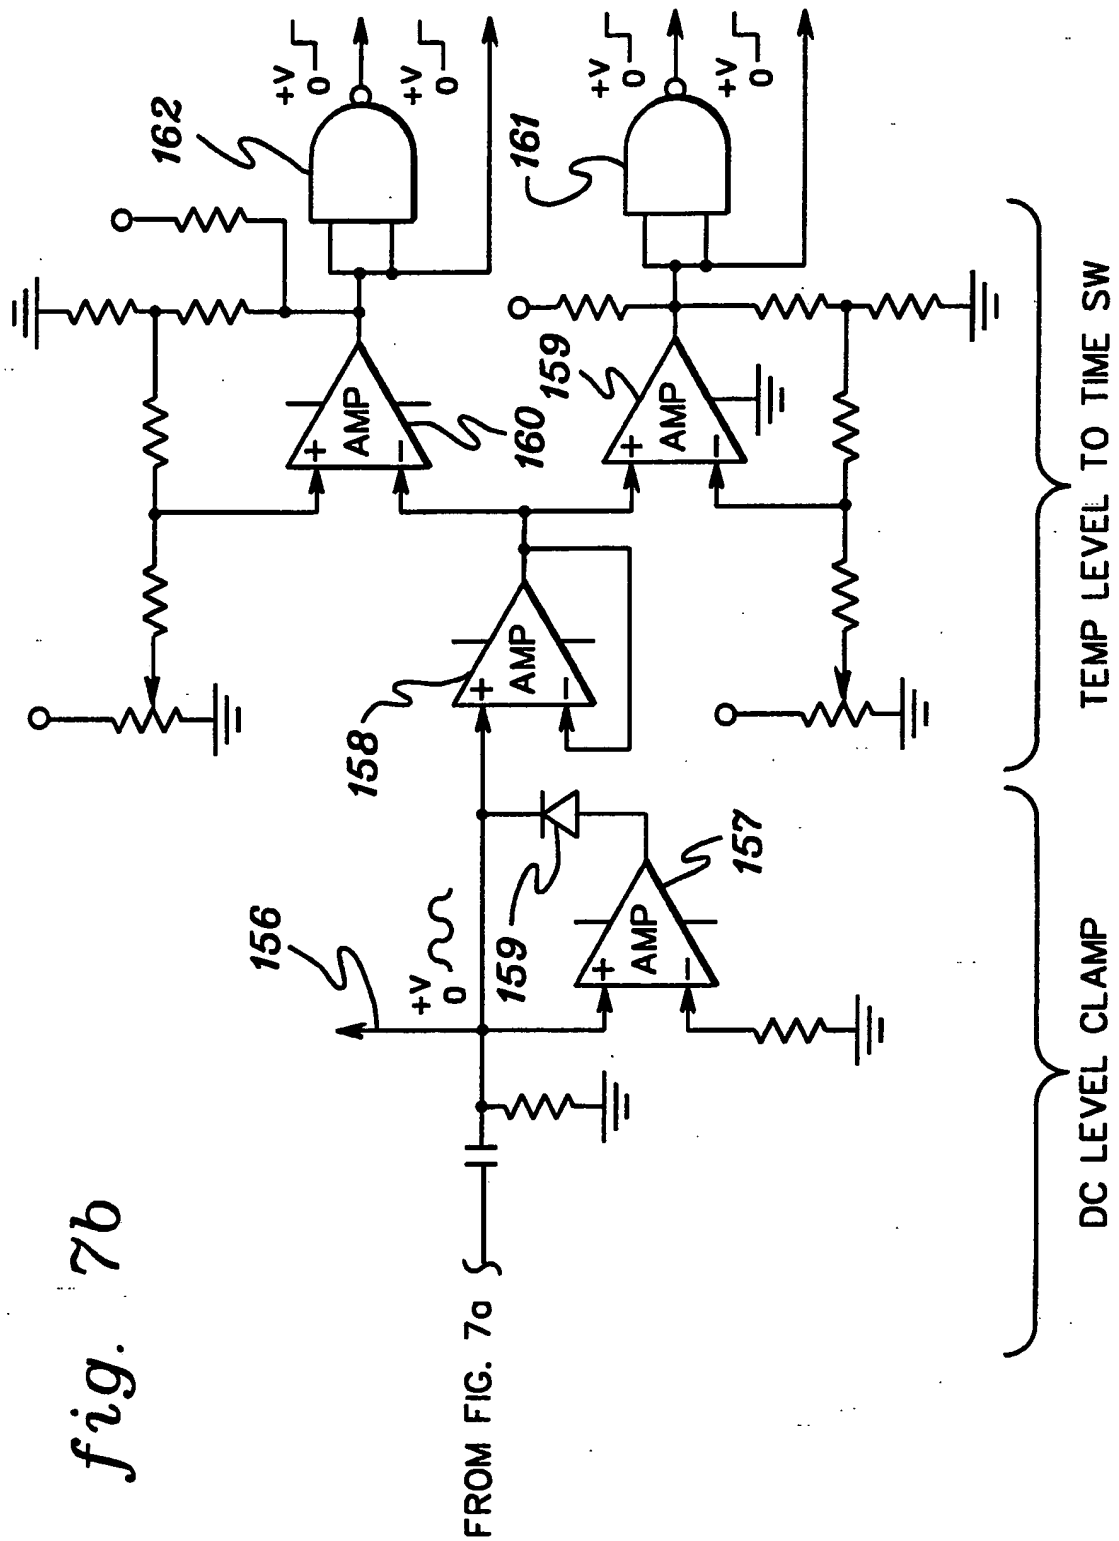 fig. 7b
FROM FIG. 7a
156
+V
0
159
+
−
AMP
157
158
+
−
AMP
+
−
AMP
160
162
+V
0
+V
0
+
−
AMP
159
161
+V
0
+V
0
DC LEVEL CLAMP
TEMP LEVEL TO TIME SW